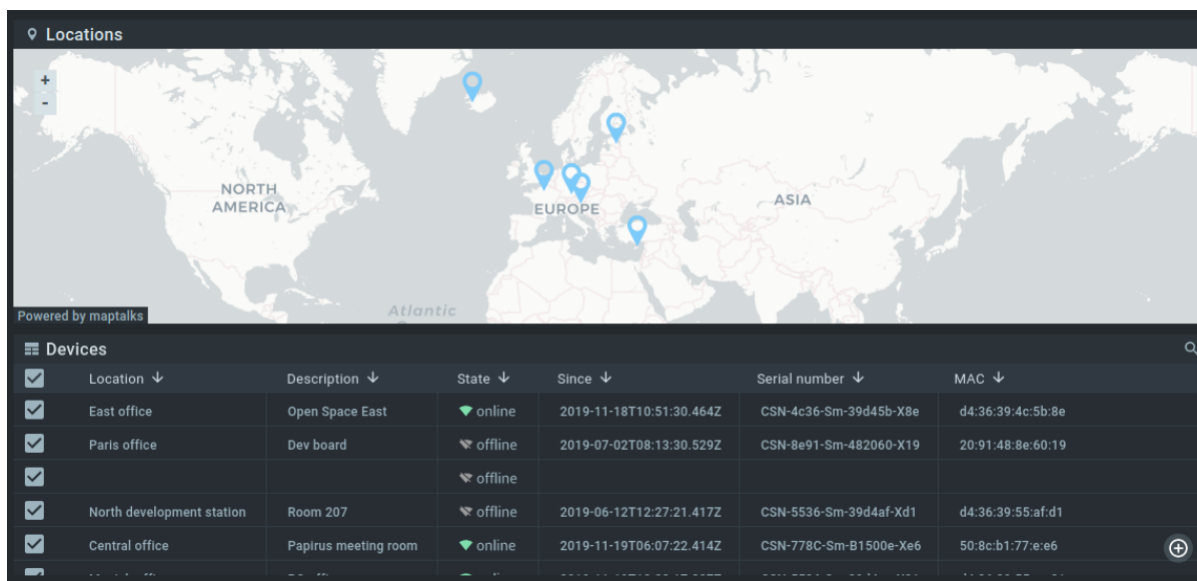 Locations
+
-
NORTH
AMERICA
EUROPE
ASIA
Atlantic
Powered by maptalks
Devices
Location Description State Since Serial number MAC
East office Open Space East online 2019-11-18T10:51:30.464Z CSN-4c36-Sm-39d45b-X8e d4:36:39:4c:5b:8e
Paris office Dev board offline 2019-07-02T08:13:30.529Z CSN-8e91-Sm-482060-X19 20:91:48:8e:60:19
offline
North development station Room 207 offline 2019-06-12T12:27:21.417Z CSN-5536-Sm-39d4af-Xd1 d4:36:39:55:af:d1
Central office Papirus meeting room online 2019-11-19T06:07:22.414Z CSN-778C-Sm-B1500e-Xe6 50:8c:b1:77:e:e6